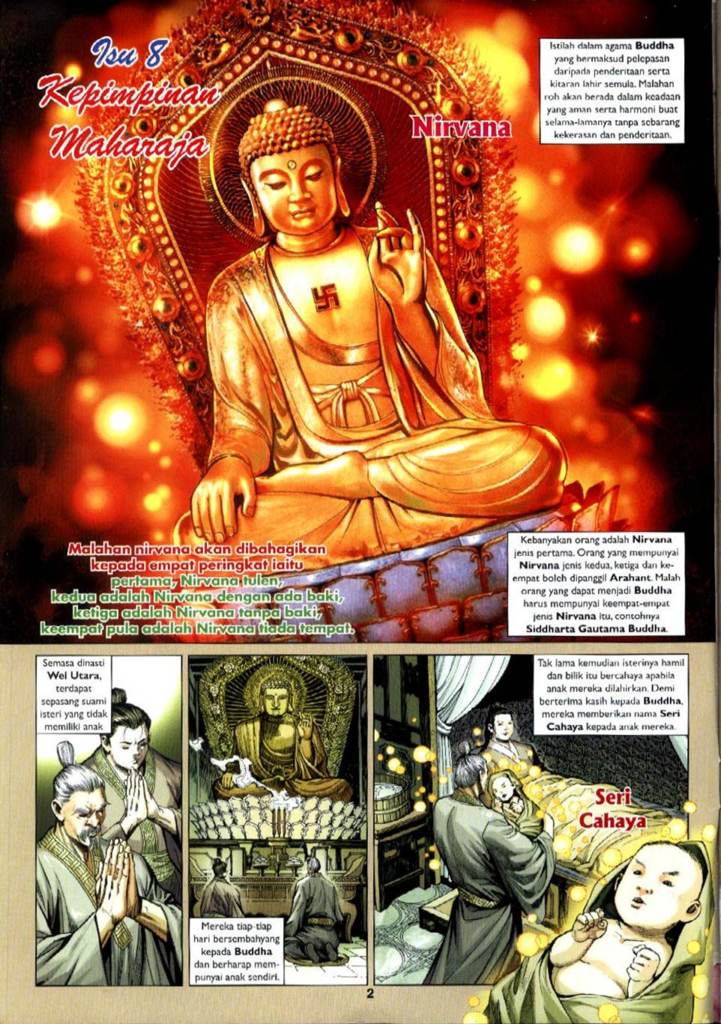 Isu 8
Kepimpinan
Maharaja
Nirvana
Istilah dalam agama Buddha
yang bermaksud pelepasan
daripada penderitaan serta
kitaran lahir semula. Malahan
roh akan berada dalam keadaan
yang aman serta harmoni buat
selama-lamanya tanpa sebarang
kekerasan dan penderitaan.
Malahan nirvana akan dibahagikan
kepada empat peringkat iaitu
pertama, Nirvana tulen,
kedua adalah Nirvana dengan ada baki,
ketiga adalah Nirvana tanpa baki,
keempat pula adalah Nirvana tiada tempat.
Kebanyakan orang adalah Nirvana
jenis pertama. Orang yang mempunyai
Nirvana jenis kedua, ketiga dan ke-
empat boleh dipanggil Arahant. Malah
orang yang dapat menjadi Buddha
harus mempunyai keempat-empat
jenis Nirvana itu, contohnya
Siddharta Gautama Buddha.
Semasa dinasti
Wei Utara,
terdapat
sepasang suami
isteri yang tidak
memiliki anak
Mereka tiap-tiap
hari bersembahyang
kepada Buddha
dan berharap mem-
punyai anak sendiri.
Tak lama kemudian isterinya hamil
dan bilik itu bercahaya apabila
anak mereka dilahirkan. Demi
berterima kasih kepada Buddha,
mereka memberikan nama Seri
Cahaya kepada anak mereka.
Seri
Cahaya
2